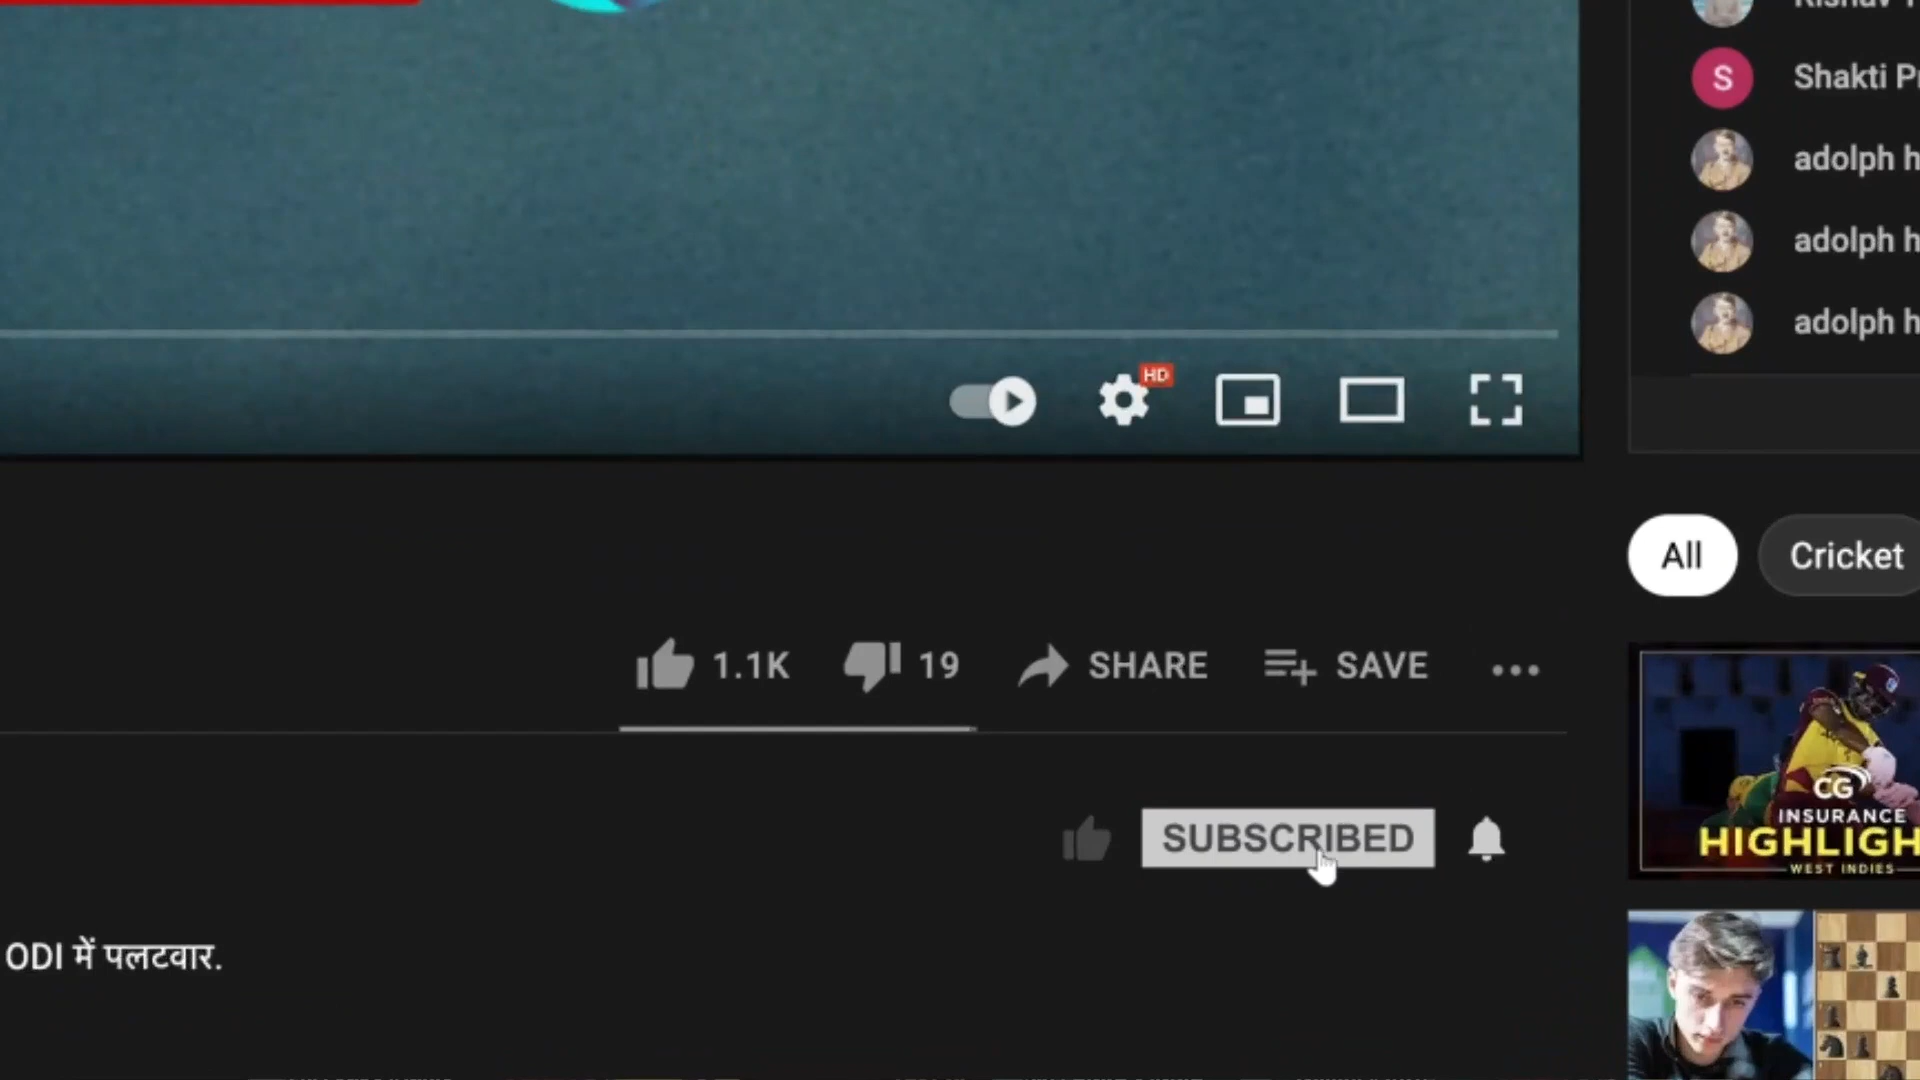 Shakti
S
adolph h
adolph h
adolph h
HD
All
Cricket
1.1K
19
SHARE
SAVE
CG
INSURANCE
HIGHLIGH
WEST INDIES
SUBSCRIBED
ODI में पलटवार.